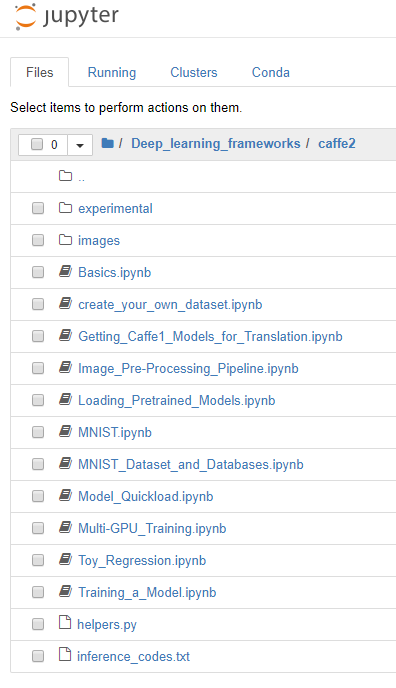 jupyter
Files Running Clusters Conda
Select items to perform actions on them.
0 / Deep_learning_frameworks / caffe2
..
experimental
images
Basics.ipynb
create_your_own_dataset.ipynb
Getting_Caffe1_Models_for_Translation.ipynb
Image_Pre-Processing_Pipeline.ipynb
Loading_Pretrained_Models.ipynb
MNIST.ipynb
MNIST_Dataset_and_Databases.ipynb
Model_Quickload.ipynb
Multi-GPU_Training.ipynb
Toy_Regression.ipynb
Training_a_Model.ipynb
helpers.py
inference_codes.txt